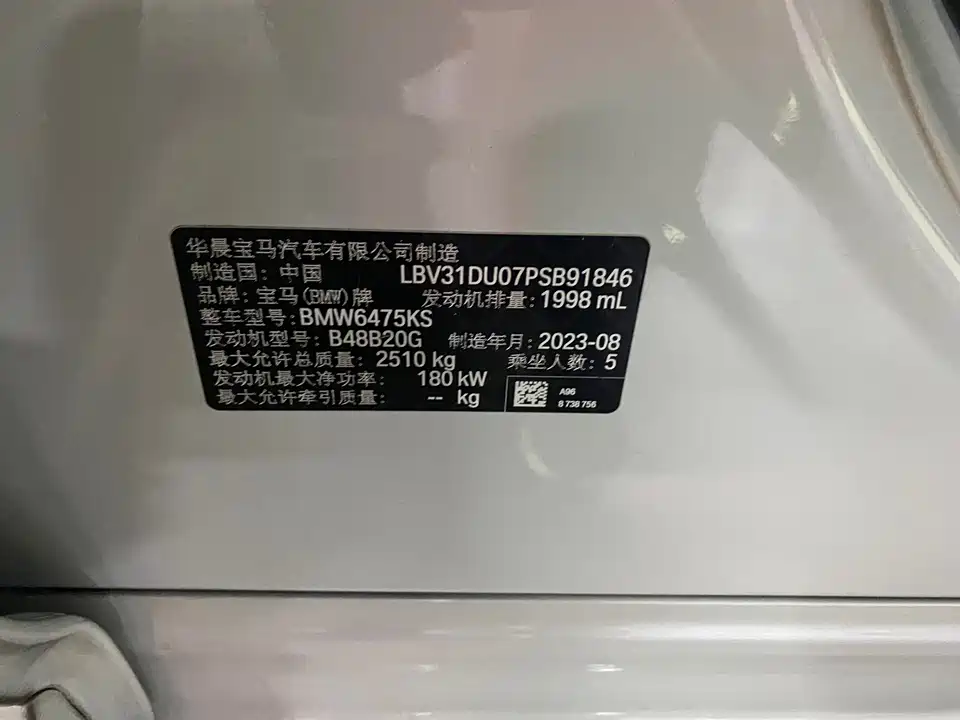 华晨宝马汽车有限公司制造
制造国：中国 LBV31DU07PSB91846
品牌：宝马(BMW)牌 发动机排量：1998 mL
整车型号：BMW6475KS
发动机型号：B48B20G 制造年月：2023-08
最大允许总质量：2510 kg 乘坐人数：5
发动机最大净功率：180 kW
最大允许牵引质量：-- kg
A96
8 738 756